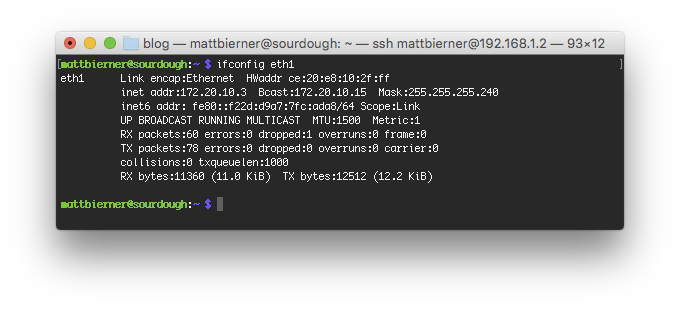 blog — mattbierner@sourdough: ~ — ssh mattbierner@192.168.1.2 — 93×12
[mattbierner@sourdough:~ $ ifconfig eth1 ]
eth1 Link encap:Ethernet HWaddr ce:20:e8:10:2f:ff
inet addr:172.20.10.3 Bcast:172.20.10.15 Mask:255.255.255.240
inet6 addr: fe80::f22d:d9a7:7fc:ada8/64 Scope:Link
UP BROADCAST RUNNING MULTICAST MTU:1500 Metric:1
RX packets:60 errors:0 dropped:1 overruns:0 frame:0
TX packets:78 errors:0 dropped:0 overruns:0 carrier:0
collisions:0 txqueuelen:1000
RX bytes:11360 (11.0 KiB) TX bytes:12512 (12.2 KiB)
mattbierner@sourdough:~ $